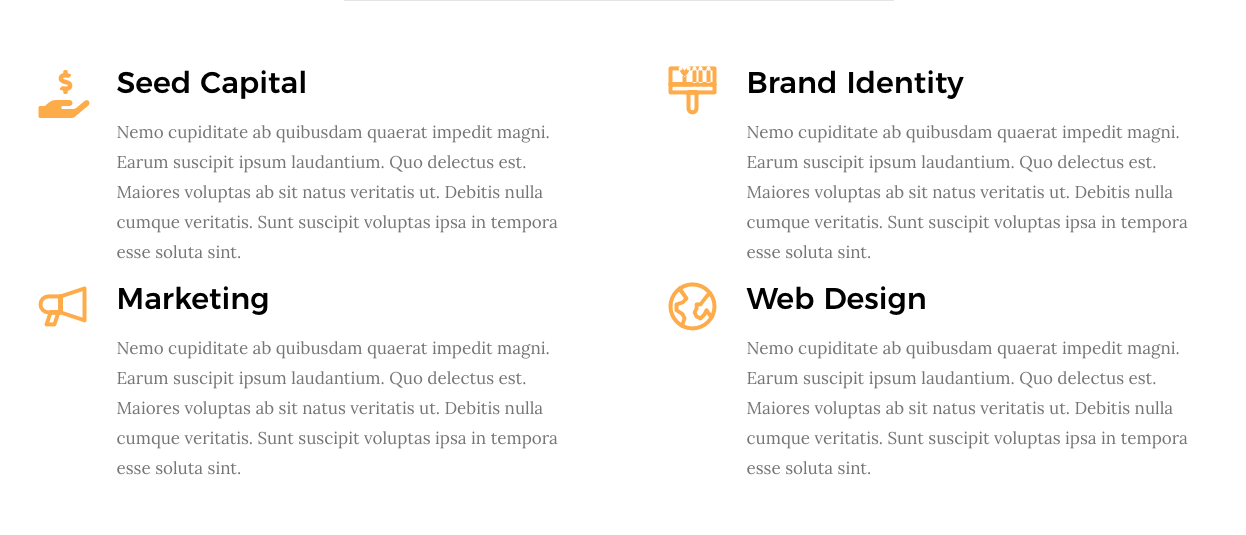 Seed Capital
Nemo cupiditate ab quibusdam quaerat impedit magni.
Earum suscipit ipsum laudantium. Quo delectus est.
Maiores voluptas ab sit natus veritatis ut. Debitis nulla
cumque veritatis. Sunt suscipit voluptas ipsa in tempora
esse soluta sint.
Brand Identity
Nemo cupiditate ab quibusdam quaerat impedit magni.
Earum suscipit ipsum laudantium. Quo delectus est.
Maiores voluptas ab sit natus veritatis ut. Debitis nulla
cumque veritatis. Sunt suscipit voluptas ipsa in tempora
esse soluta sint.
Marketing
Nemo cupiditate ab quibusdam quaerat impedit magni.
Earum suscipit ipsum laudantium. Quo delectus est.
Maiores voluptas ab sit natus veritatis ut. Debitis nulla
cumque veritatis. Sunt suscipit voluptas ipsa in tempora
esse soluta sint.
Web Design
Nemo cupiditate ab quibusdam quaerat impedit magni.
Earum suscipit ipsum laudantium. Quo delectus est.
Maiores voluptas ab sit natus veritatis ut. Debitis nulla
cumque veritatis. Sunt suscipit voluptas ipsa in tempora
esse soluta sint.